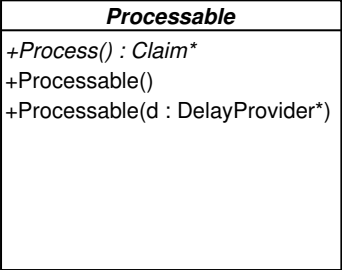 Processable
+Process() : Claim*
+Processable()
+Processable(d : DelayProvider*)